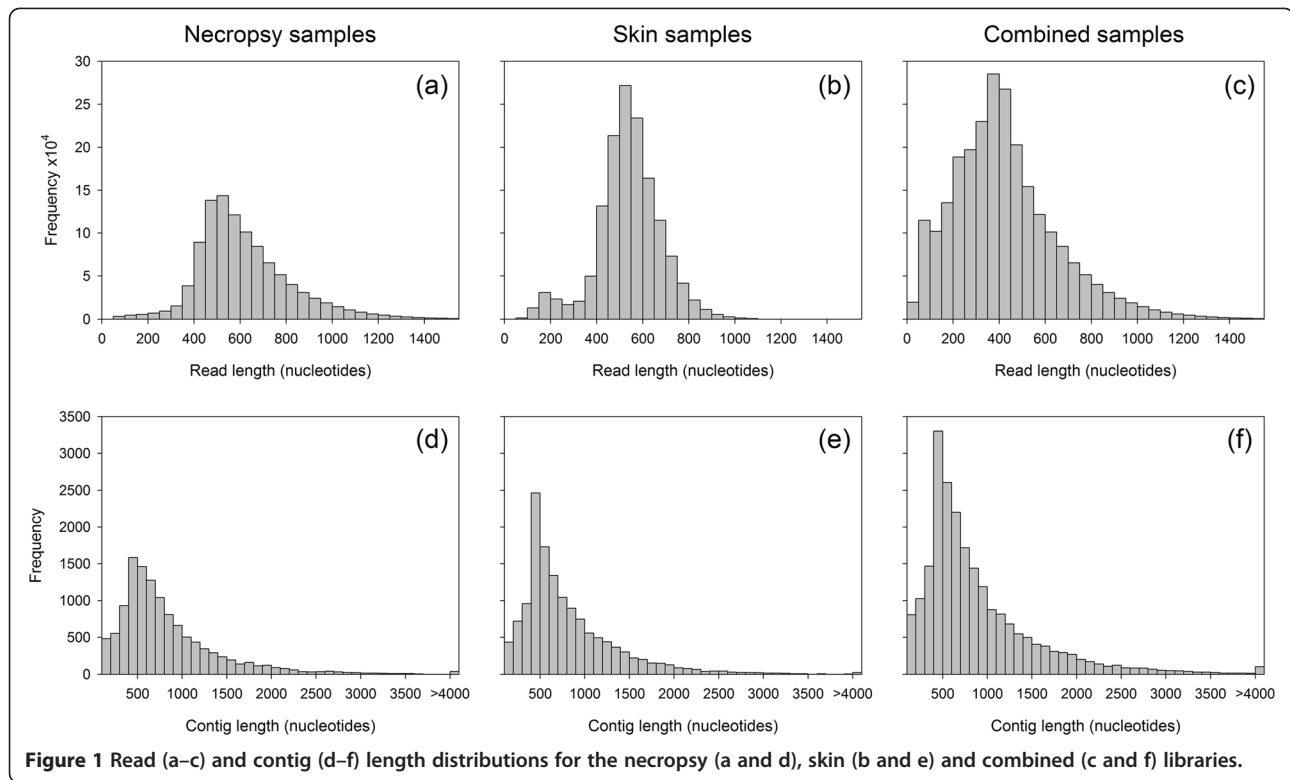 Necropsy samples
Skin samples
Combined samples
(a)
(b)
(c)
Frequency x10⁴
30
25
20
15
10
5
0
0 200 400 600 800 1000 1200 1400
0 200 400 600 800 1000 1200 1400
0 200 400 600 800 1000 1200 1400
Read length (nucleotides)
Read length (nucleotides)
Read length (nucleotides)
(d)
(e)
(f)
Frequency
3500
3000
2500
2000
1500
1000
500
0
500 1000 1500 2000 2500 3000 3500 >4000
500 1000 1500 2000 2500 3000 3500 >4000
500 1000 1500 2000 2500 3000 3500 >4000
Contig length (nucleotides)
Contig length (nucleotides)
Contig length (nucleotides)
Figure 1 Read (a–c) and contig (d–f) length distributions for the necropsy (a and d), skin (b and e) and combined (c and f) libraries.